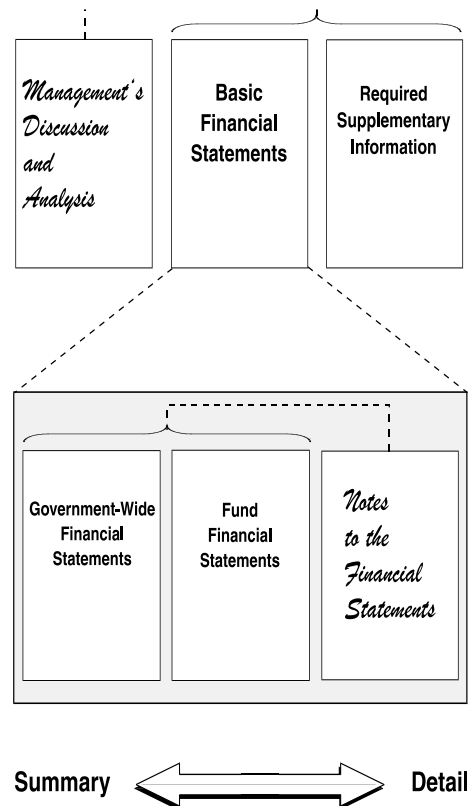 Management's
Discussion
and
Analysis
Basic
Financial
Statements
Required
Supplementary
Information
Government-Wide
Financial
Statements
Fund
Financial
Statements
Notes
to the
Financial
Statements
Summary
Detail